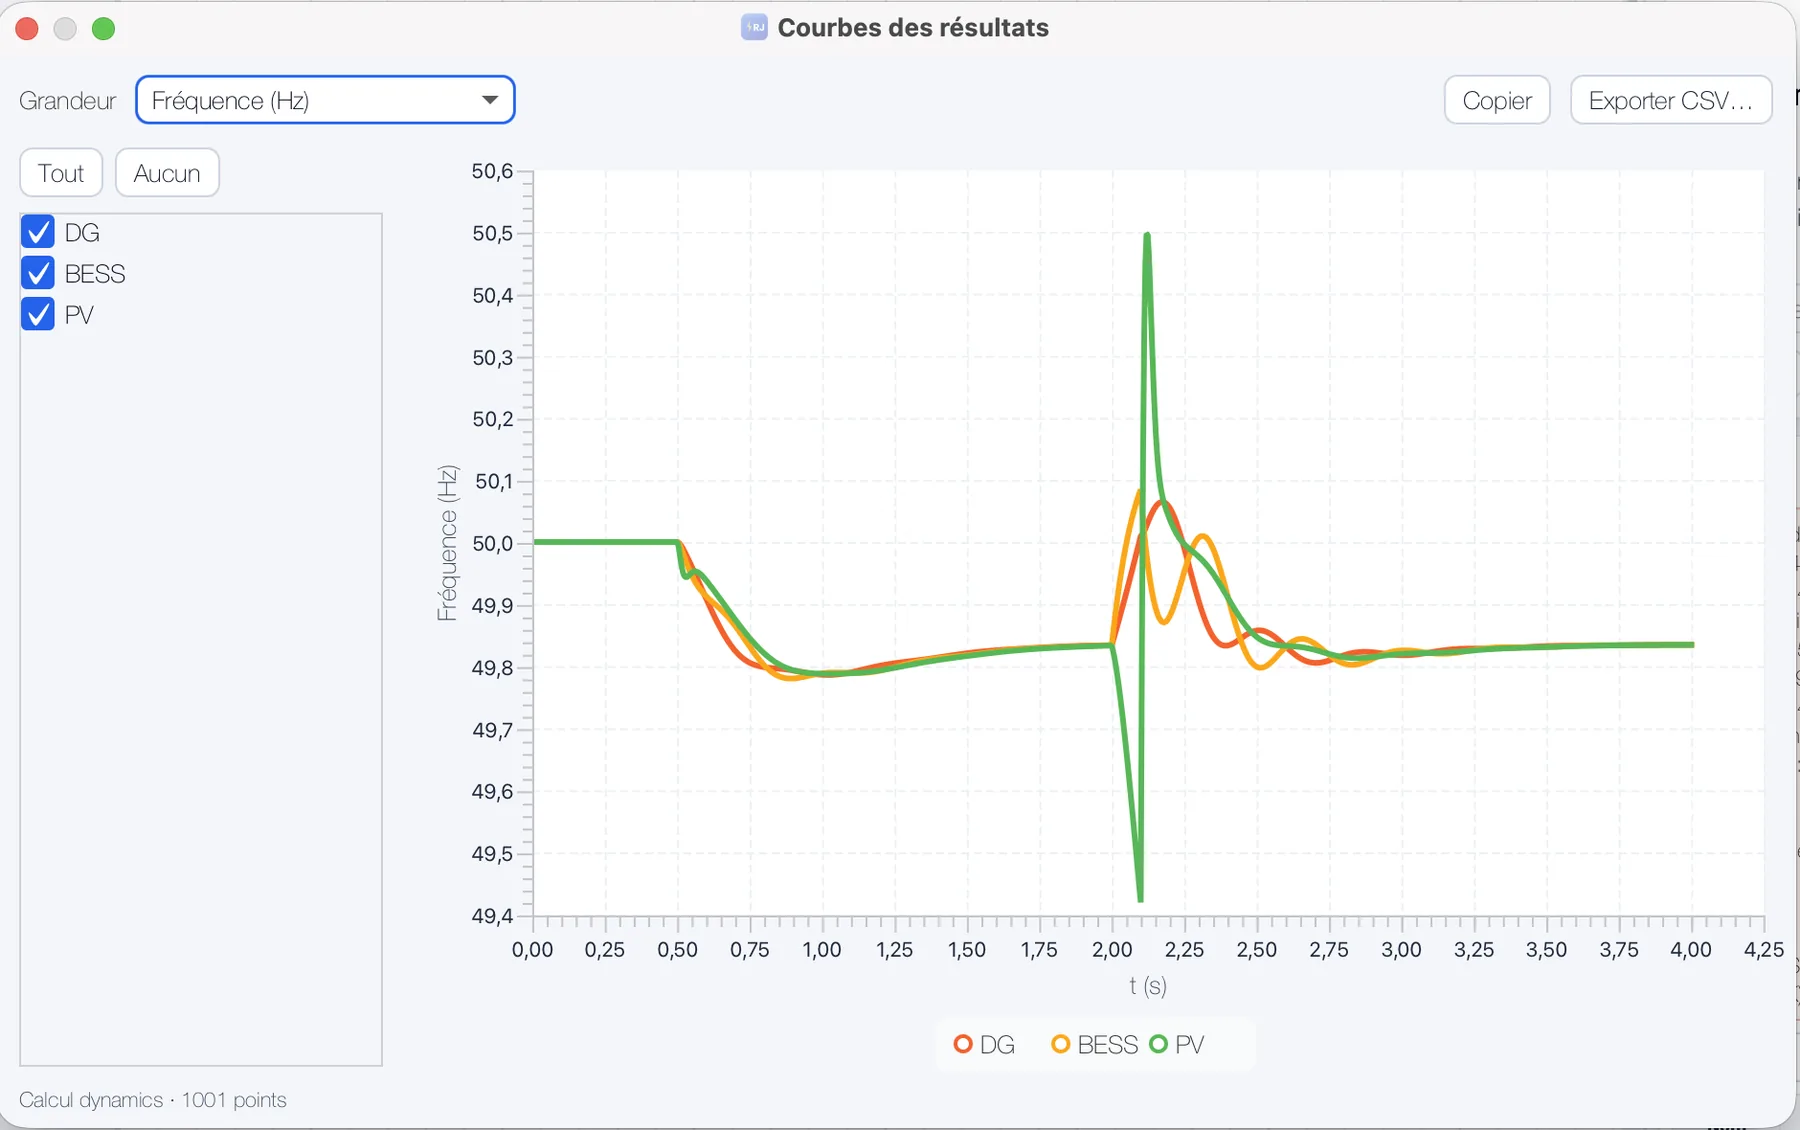 RJ Courbes des résultats
Grandeur Fréquence (Hz) Copier Exporter CSV...
Tout Aucun
DG
BESS
PV
50,6
50,5
50,4
50,3
50,2
50,1
50,0
49,9
49,8
49,7
49,6
49,5
49,4
Fréquence (Hz)
0,00 0,25 0,50 0,75 1,00 1,25 1,50 1,75 2,00 2,25 2,50 2,75 3,00 3,25 3,50 3,75 4,00 4,25
t (s)
DG BESS PV
Calcul dynamics · 1001 points